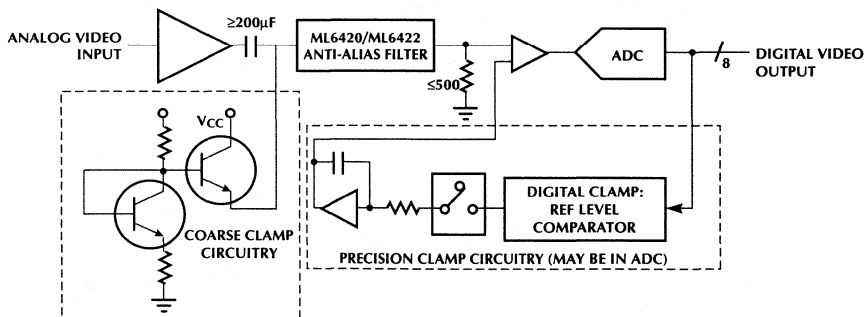 ≥200µF
ANALOG VIDEO
INPUT
ML6420/ML6422
ANTI-ALIAS FILTER
≤500
ADC
8
DIGITAL VIDEO
OUTPUT
VCC
COARSE CLAMP
CIRCUITRY
DIGITAL CLAMP:
REF LEVEL
COMPARATOR
PRECISION CLAMP CIRCUITRY (MAY BE IN ADC)